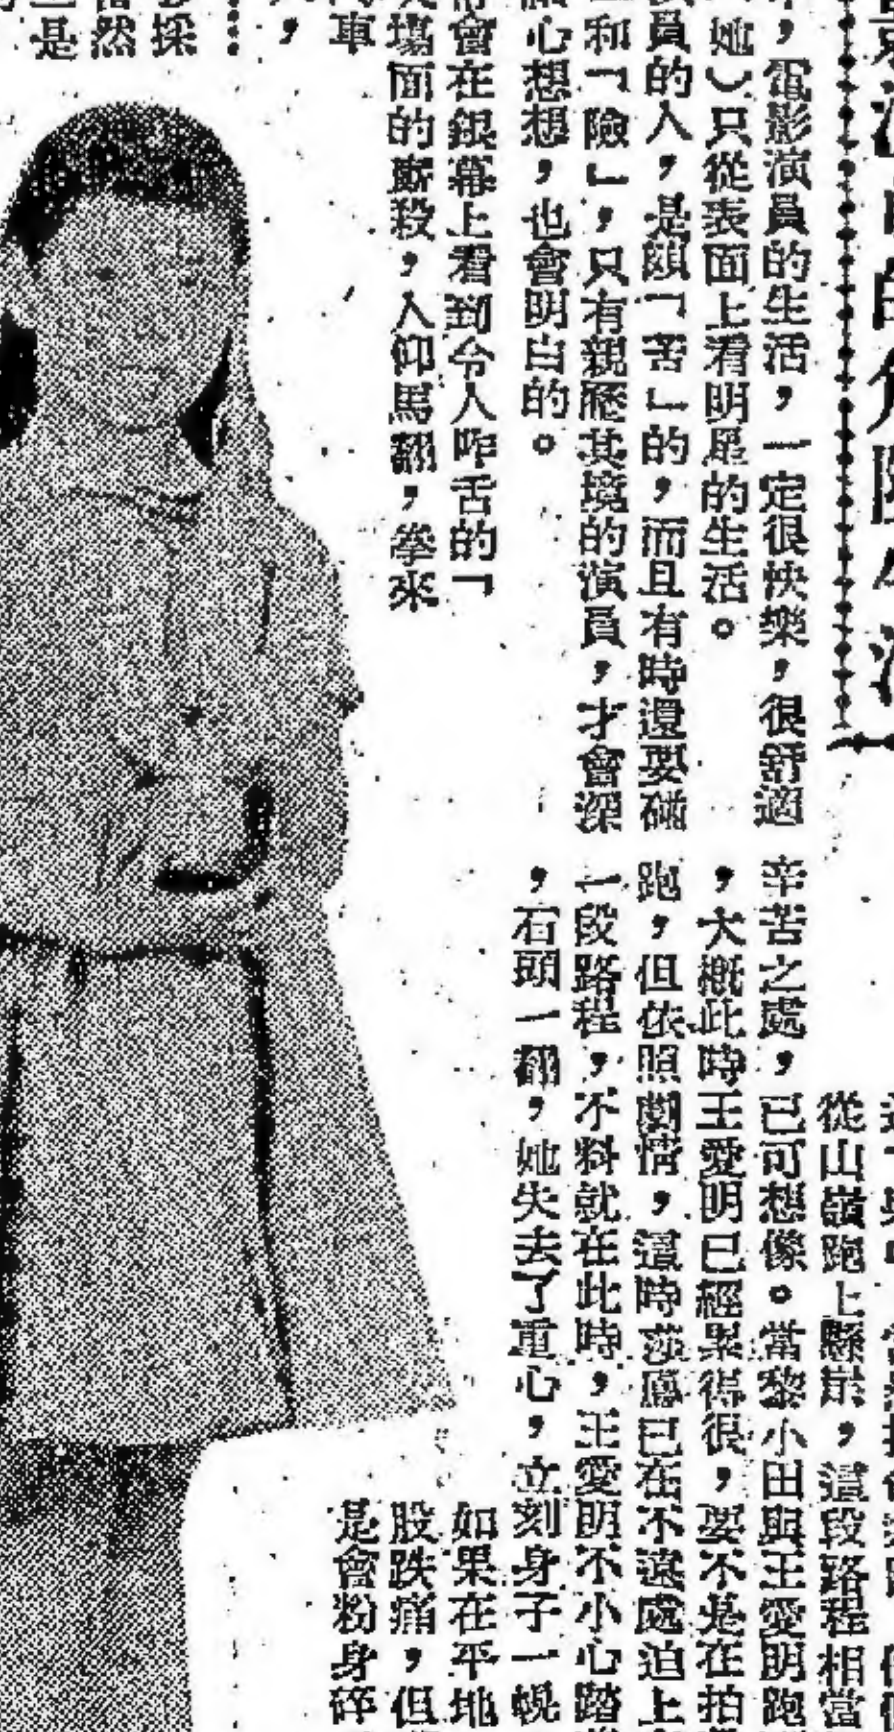 ，電影演員的生活，一定很快樂，很舒適
她）只從表面上看明星的生活。
員的人，是頗「苦」的，而且有時還要碰
和「險」，只有親歷其境的演員，才會深
心想想，也會明白的。
會在銀幕上看到令人咋舌的「
場面的廝殺，人仰馬翻，拳來
車
，
採
然
是
從山嶺跑上懸崖，這段路程相當
辛苦之處，已可想像。當黎小田與王愛明跑
，大概此時王愛明已經累得很，要不是在拍
跑，但依照劇情，這時莎已在不遠處追上
一段路程，不料就在此時，王愛明不小心踏
，石頭一翻，她失去了重心，立刻身子一幌
如果在平地
股跌痛，但
是會粉身碎